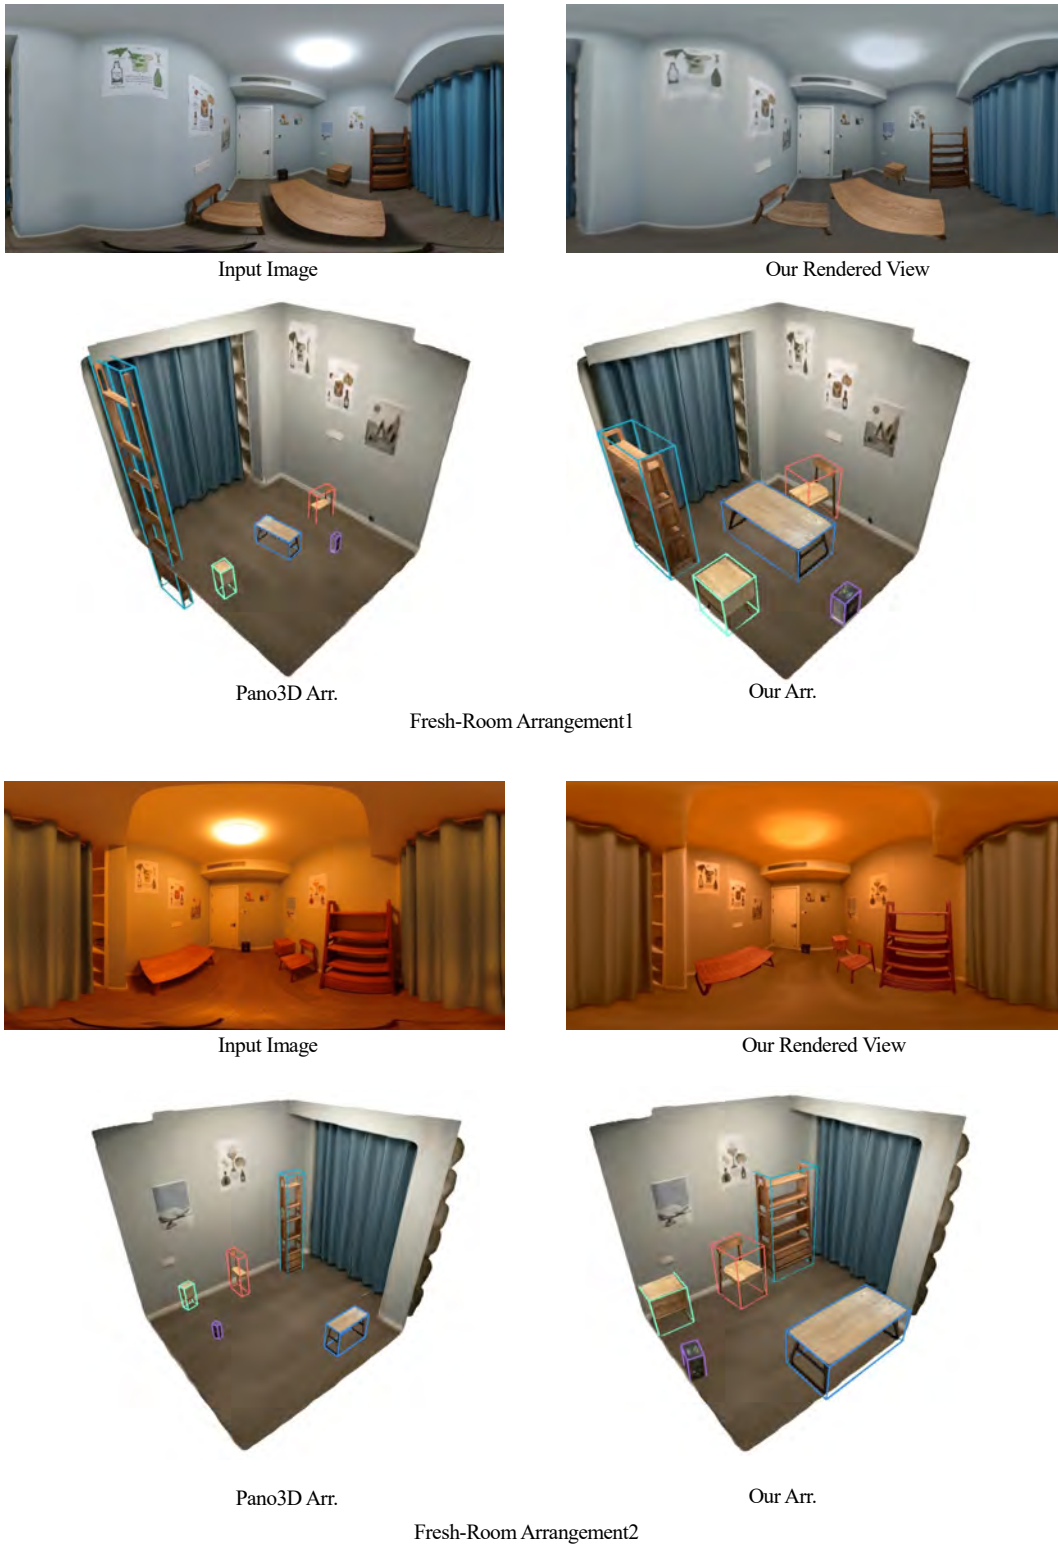 Input Image
Our Rendered View
Pano3D Arr.
Our Arr.
Fresh-Room Arrangement1
Input Image
Our Rendered View
Pano3D Arr.
Our Arr.
Fresh-Room Arrangement2